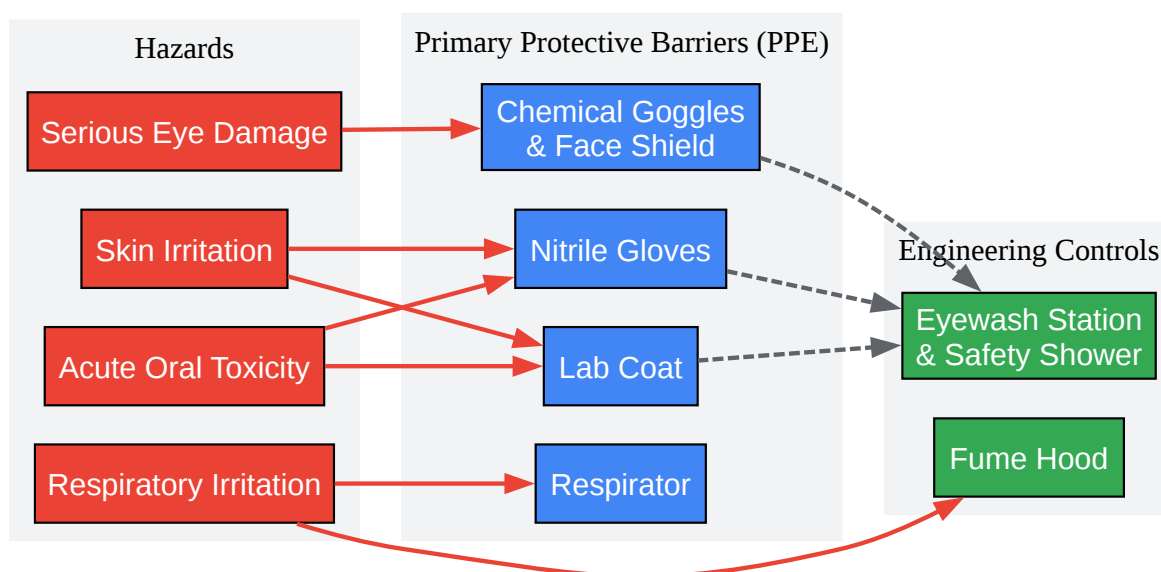 Hazards
Serious Eye Damage
Skin Irritation
Acute Oral Toxicity
Respiratory Irritation
Primary Protective Barriers (PPE)
Chemical Goggles
& Face Shield
Nitrile Gloves
Lab Coat
Respirator
Engineering Controls
Eyewash Station
& Safety Shower
Fume Hood